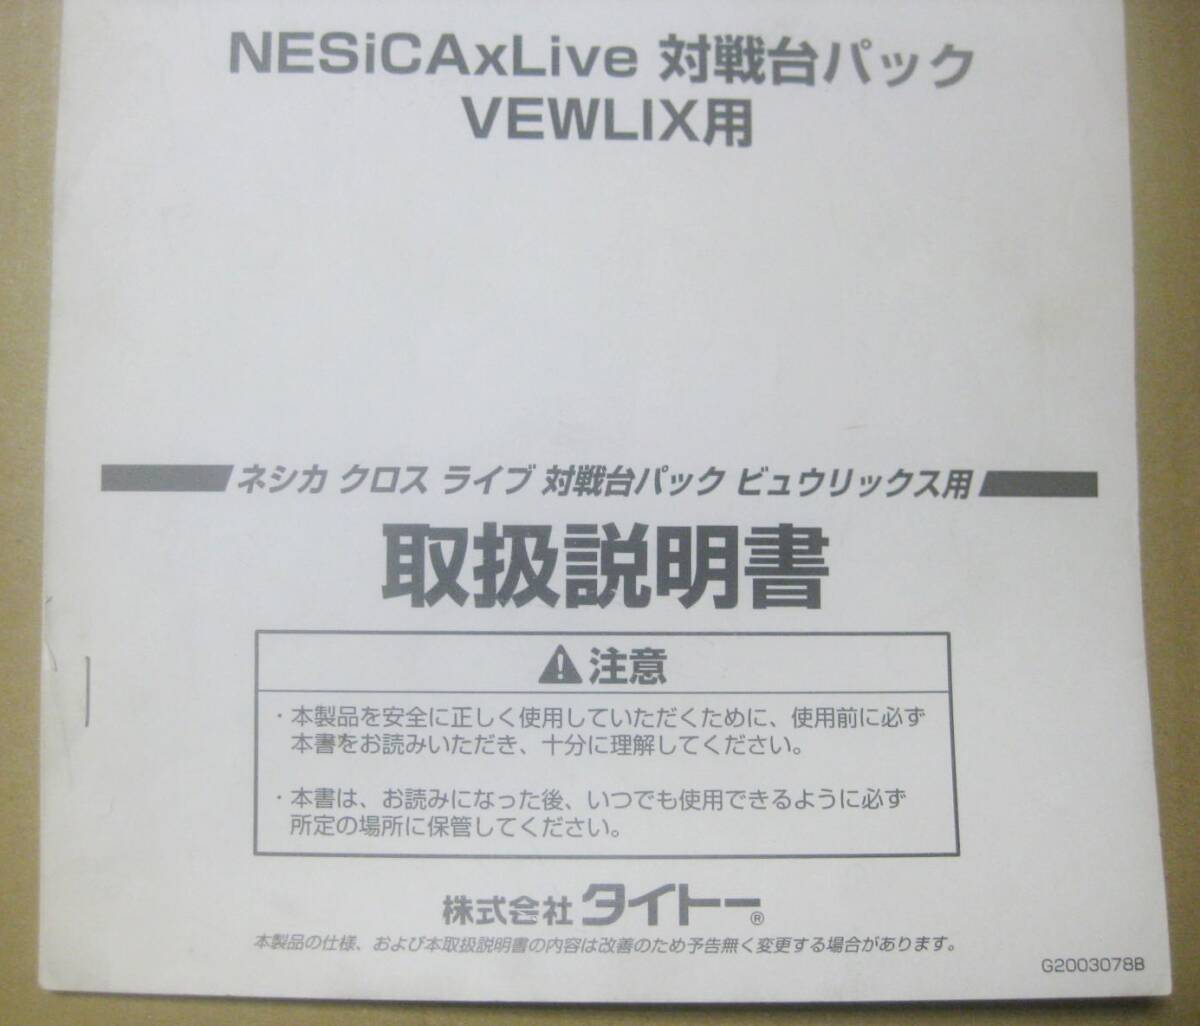 NESiCAxLive 対戦台パック
VEWLIX用
ネシカ クロス ライブ 対戦台パック ビュウリックス用
取扱説明書
注意
・本製品を安全に正しく使用していただくために、使用前に必ず
本書をお読みいただき、十分に理解してください。
・本書は、お読みになった後、いつでも使用できるように必ず
所定の場所に保管してください。
株式会社 タイトー®
本製品の仕様、および本取扱説明書の内容は改善のため予告無く変更する場合があります。
G2003078B